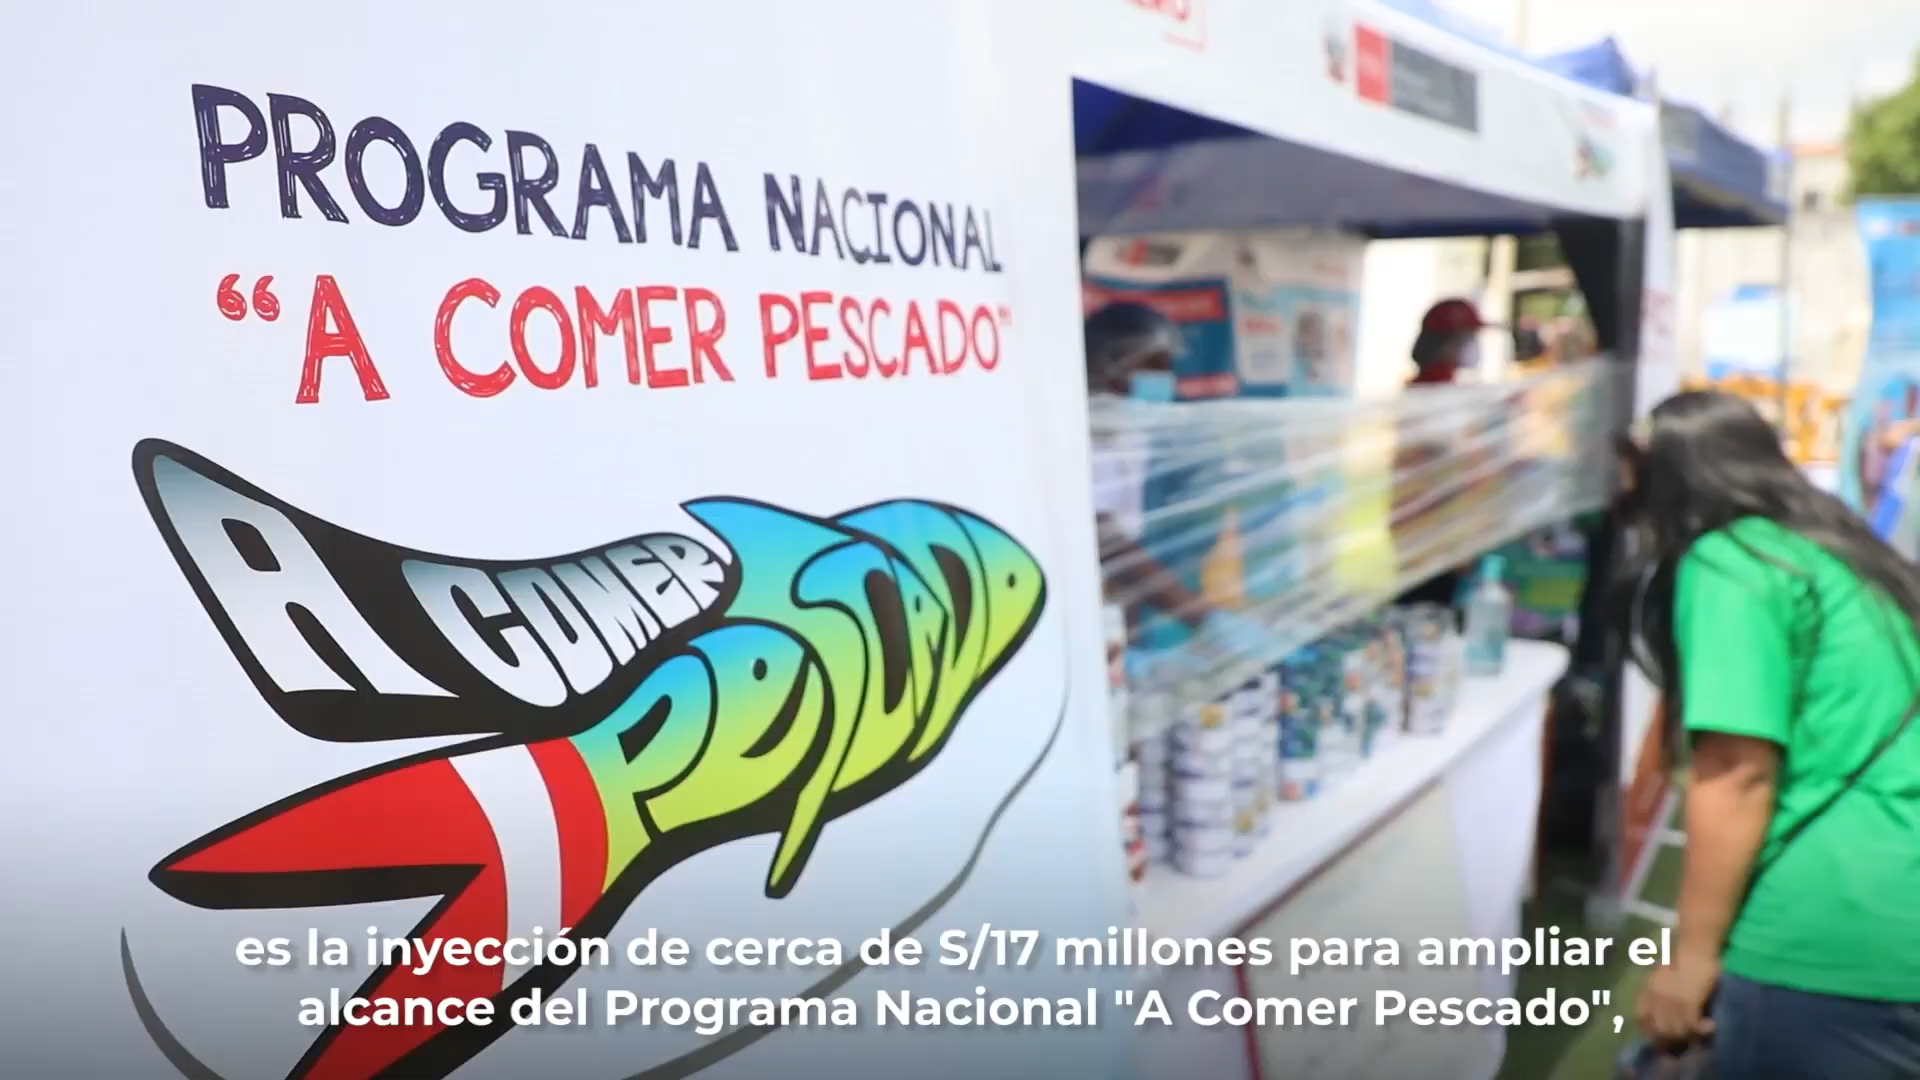 PROGRAMA NACIONAL
"A COMER PESCADO"
A COMER
PESCADO
es la inyección de cerca de S/17 millones para ampliar el
alcance del Programa Nacional "A Comer Pescado",